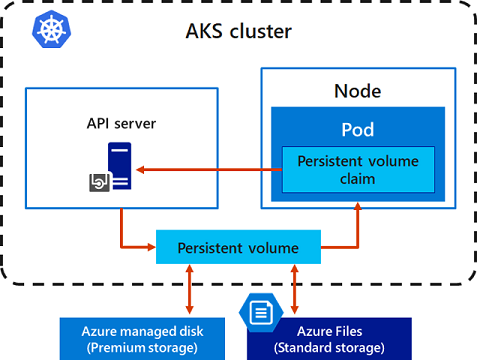 AKS cluster
API server
Node
Pod
Persistent volume
claim
Persistent volume
Azure managed disk
(Premium storage)
Azure Files
(Standard storage)